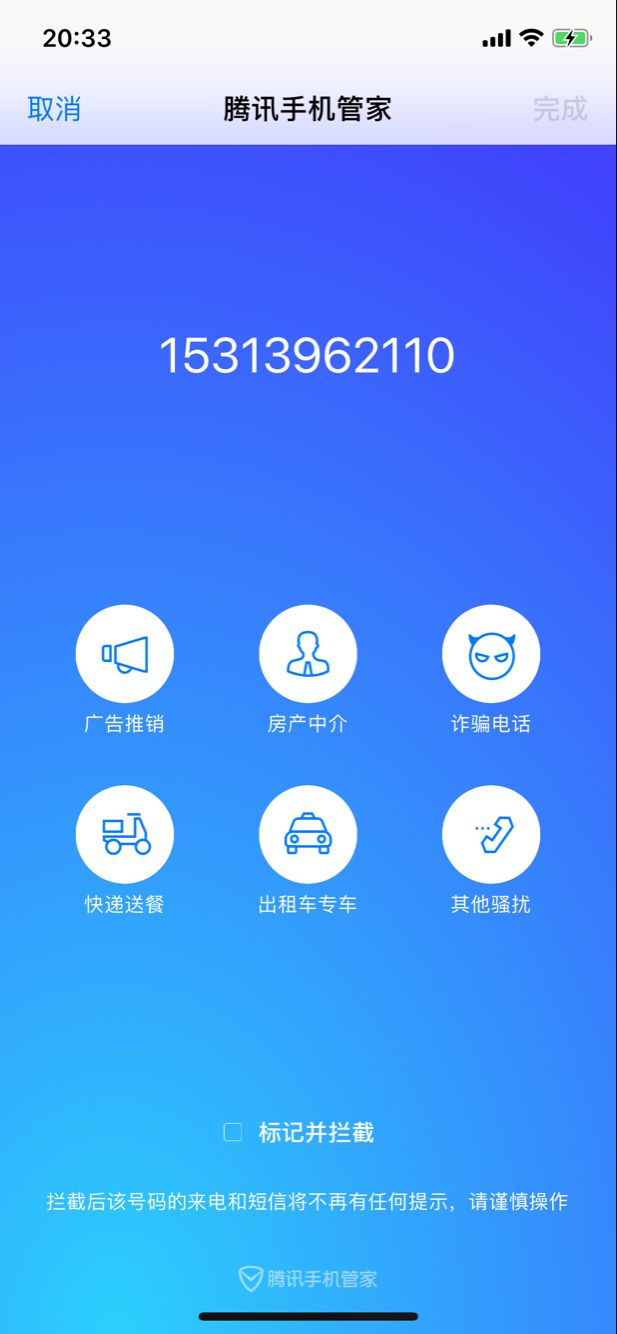 20:33
取消 腾讯手机管家 完成
15313962110
广告推销 房产中介 诈骗电话
快递送餐 出租车专车 其他骚扰
标记并拦截
拦截后该号码的来电和短信将不再有任何提示，请谨慎操作
腾讯手机管家